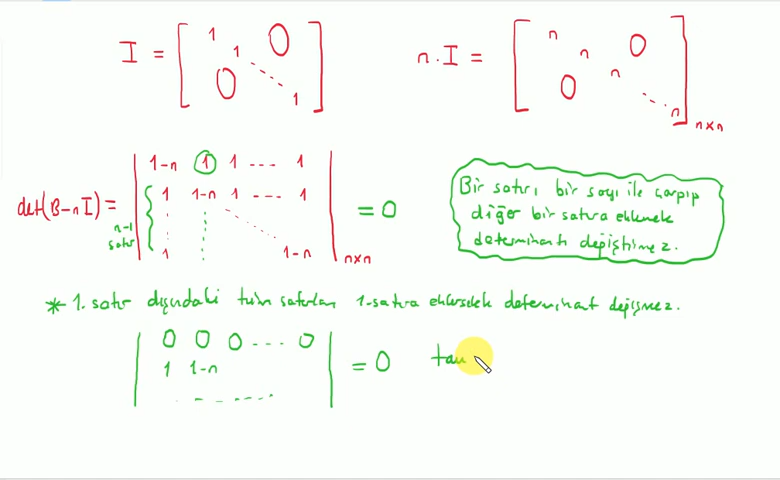 I = [ 1 1 0 0 ... 1 ]
n.I = [ n n 0 0 n ... n ] nxn
det(B-nI) = | 1-n 1 1 --- 1 | = 0
1 1-n 1 --- 1
n-1 satır
1 1-n nxn
Bir satırı bir sayı ile çarpıp
diğer bir satıra eklemek
determinantı değiştirmez.
* 1. satır dışındaki tüm satırları 1. satıra eklersek determinant değişmez.
| 0 0 0 ... 0 | = 0 tan
1 1-n